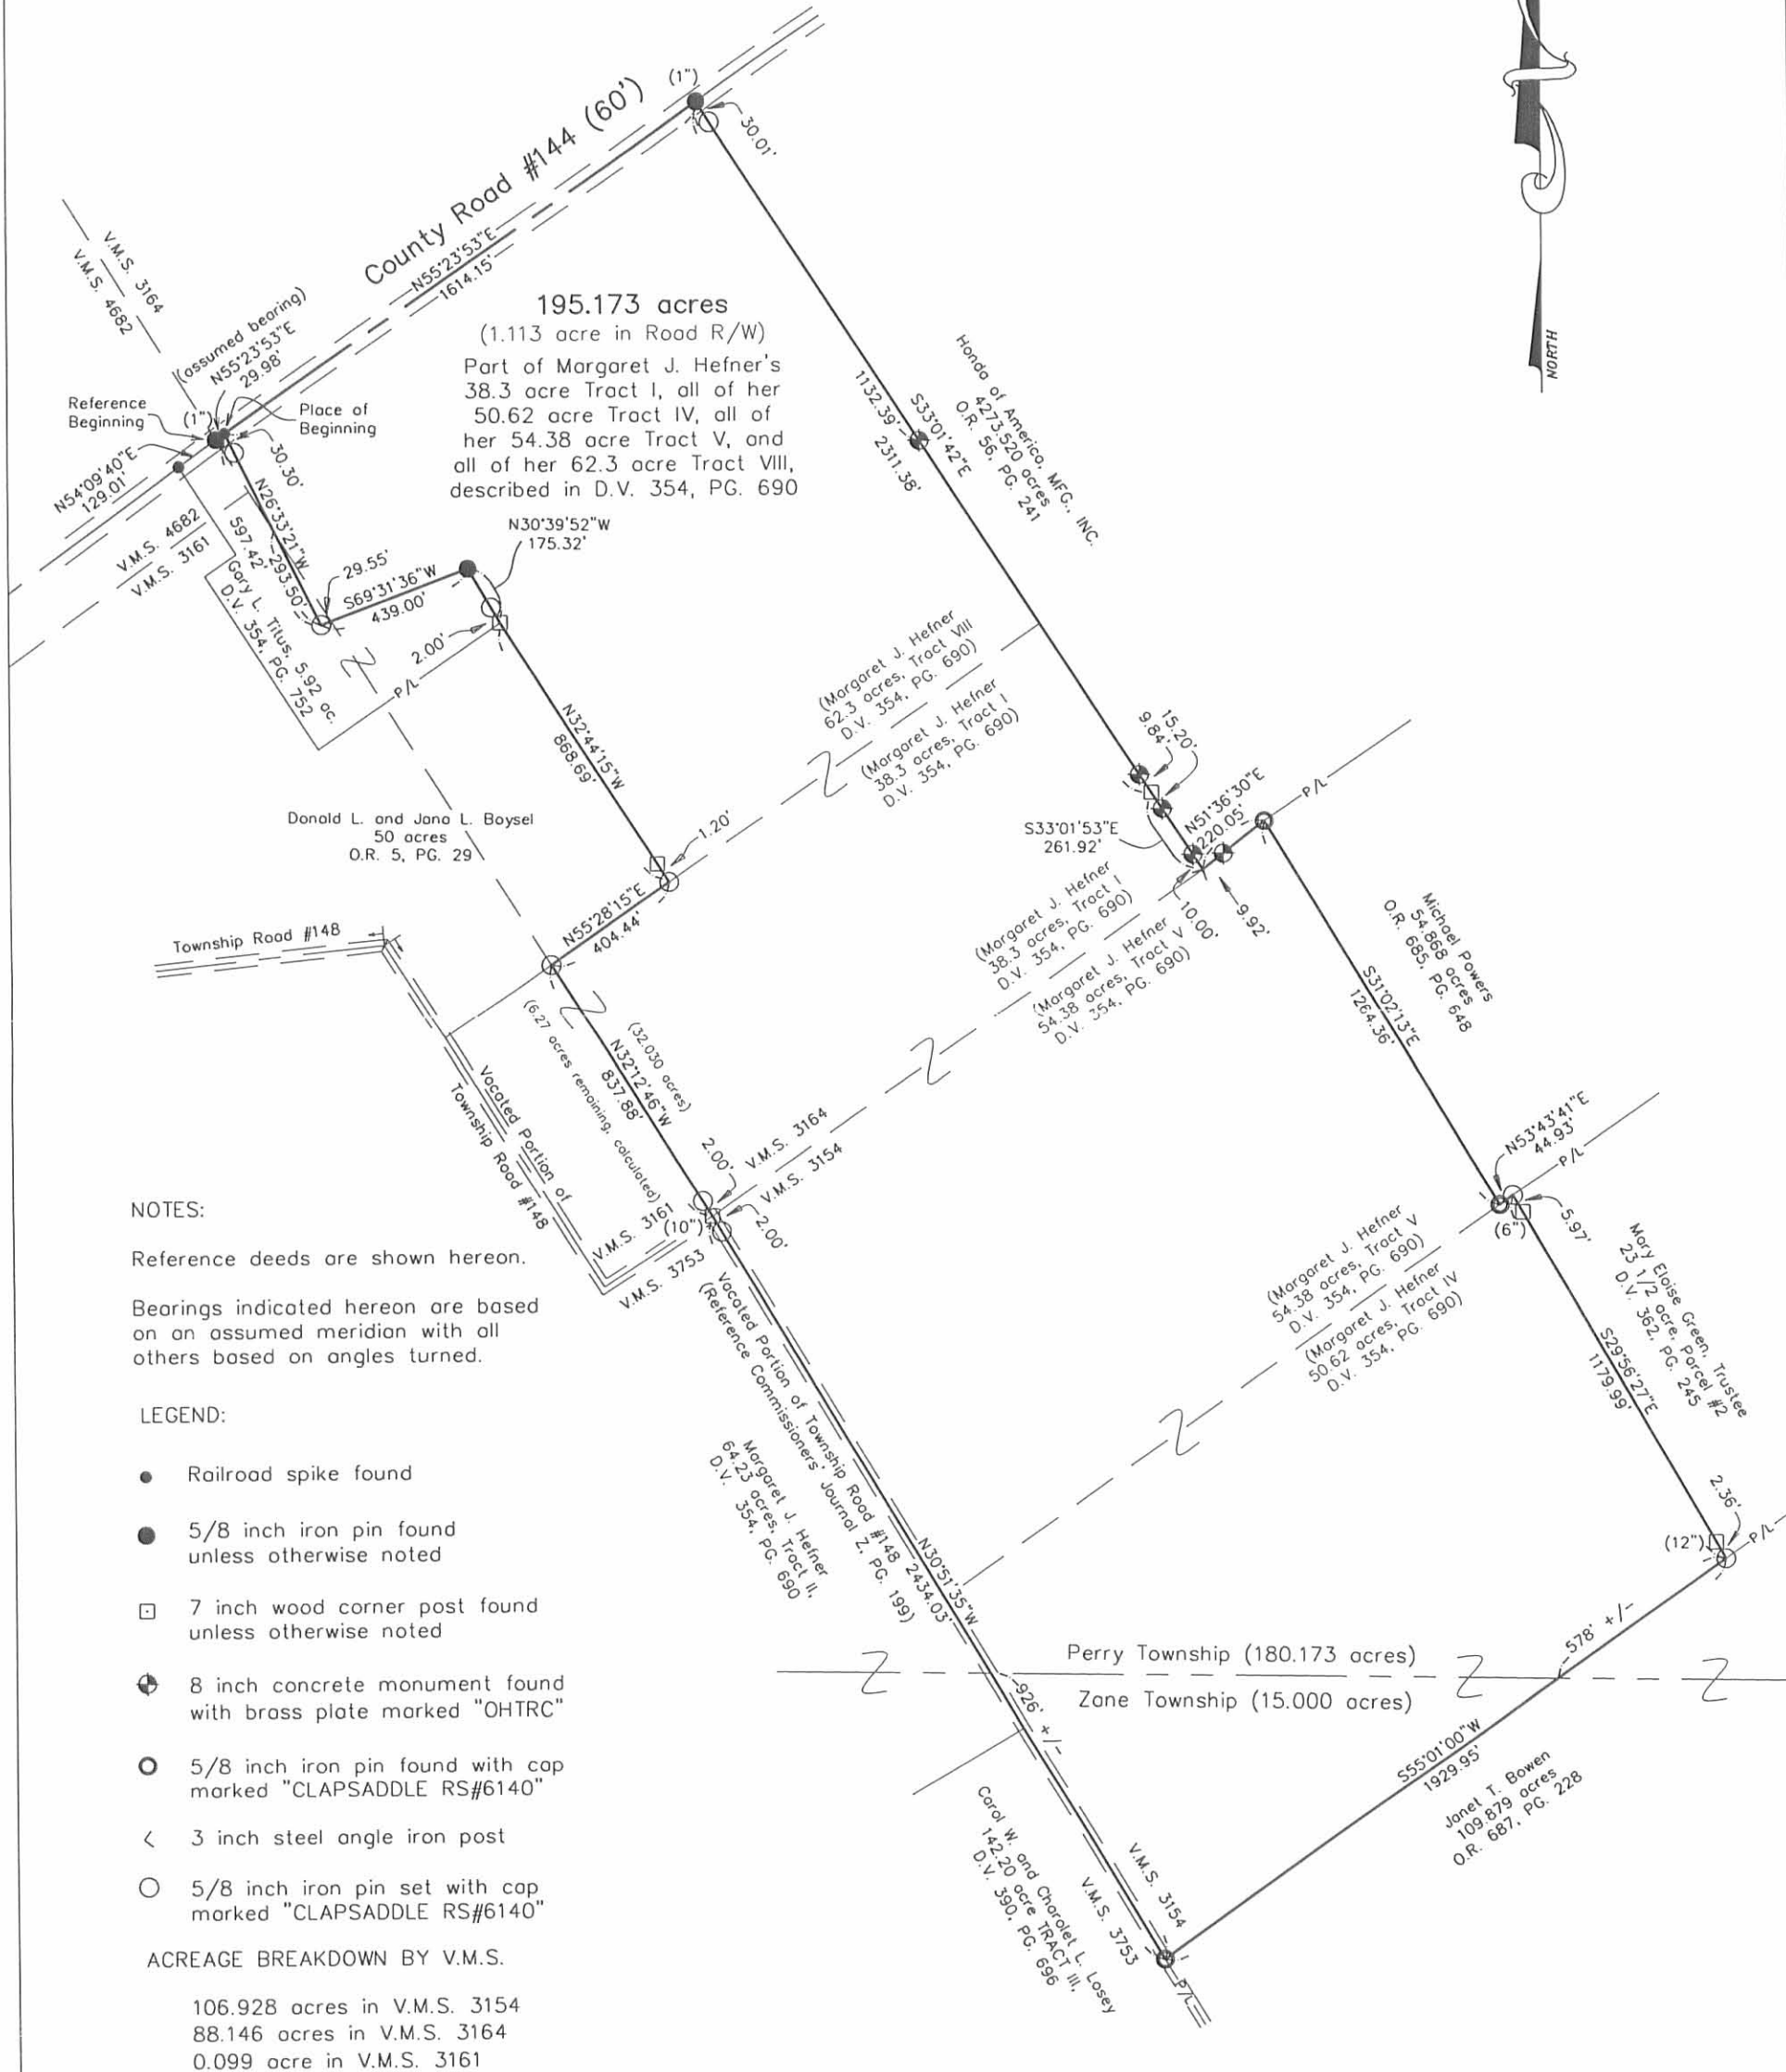 County Road #144 (60')
(1")
30.01'
NORTH
V.M.S. 3164
V.M.S. 4682
(assumed bearing)
N55°23'53"E
29.98'
N55°23'53"E
1614.15'
Reference
Beginning
(1")
Place of
Beginning
195.173 acres
(1.113 acre in Road R/W)
Part of Margaret J. Hefner's
38.3 acre Tract I, all of her
50.62 acre Tract IV, all of
her 54.38 acre Tract V, and
all of her 62.3 acre Tract VIII,
described in D.V. 354, PG. 690
Honda of America, MFG., INC.
4273.520 acres
O.R. 56, PG. 241
1132.39'
S33°01'42"E
2311.38'
N54°09'40"E
129.01'
30.30'
V.M.S. 4682
V.M.S. 3161
N26°33'21"W
293.50'
597.42'
Gary L. Titus, 5.92 ac.
D.V. 354, PG. 752
29.55'
S69°31'36"W
439.00'
N30°39'52"W
175.32'
2.00'
P/L
N32°44'15"W
868.69'
(Margaret J. Hefner
62.3 acres, Tract VIII
D.V. 354, PG. 690)
(Margaret J. Hefner
38.3 acres, Tract I
D.V. 354, PG. 690)
15.20'
9.84'
N51°36'30"E
220.05'
P/L
S33°01'53"E
261.92'
10.00'
9.92'
Donald L. and Jana L. Boysel
50 acres
O.R. 5, PG. 29
1.20'
N55°28'15"E
404.44'
(Margaret J. Hefner
38.3 acres, Tract I
D.V. 354, PG. 690)
(Margaret J. Hefner
54.38 acres, Tract V
D.V. 354, PG. 690)
Michael Powers
54.868 acres
O.R. 685, PG. 648
S31°02'13"E
1264.36'
Township Road #148
Vacated Portion of
Township Road #148
(32.030 acres)
N32°12'46"W
837.88'
(6.27 acres remaining, calculated)
2.00'
V.M.S. 3164
V.M.S. 3154
V.M.S. 3161
(10")
2.00'
V.M.S. 3753
N53°43'41"E
44.93'
P/L
(6")
5.97'
(Margaret J. Hefner
54.38 acres, Tract V
D.V. 354, PG. 690)
(Margaret J. Hefner
50.62 acres, Tract IV
D.V. 354, PG. 690)
Mary Eloise Green, Trustee
23 1/2 acre, Parcel #2
D.V. 362, PG. 245
S29°56'27"E
1179.99'
2.36'
(12")
P/L
Vacated Portion of Township Road #148
(Reference Commissioners' Journal Z, PG. 199)
N30°51'35"W
2434.03'
Margaret J. Hefner
64.23 acres, Tract II,
D.V. 354, PG. 690
Perry Township (180.173 acres)
Zane Township (15.000 acres)
578' +/-
926' +/-
S55°01'00"W
1929.95'
Janet T. Bowen
109.879 acres
O.R. 687, PG. 228
Carol W. and Charolet L. Losey
142.20 acre TRACT III,
D.V. 390, PG. 696
V.M.S. 3154
V.M.S. 3753
P/L
NOTES:
Reference deeds are shown hereon.
Bearings indicated hereon are based
on an assumed meridian with all
others based on angles turned.
LEGEND:
Railroad spike found
5/8 inch iron pin found
unless otherwise noted
7 inch wood corner post found
unless otherwise noted
8 inch concrete monument found
with brass plate marked "OHTRC"
5/8 inch iron pin found with cap
marked "CLAPSADDLE RS#6140"
3 inch steel angle iron post
5/8 inch iron pin set with cap
marked "CLAPSADDLE RS#6140"
ACREAGE BREAKDOWN BY V.M.S.
106.928 acres in V.M.S. 3154
88.146 acres in V.M.S. 3164
0.099 acre in V.M.S. 3161